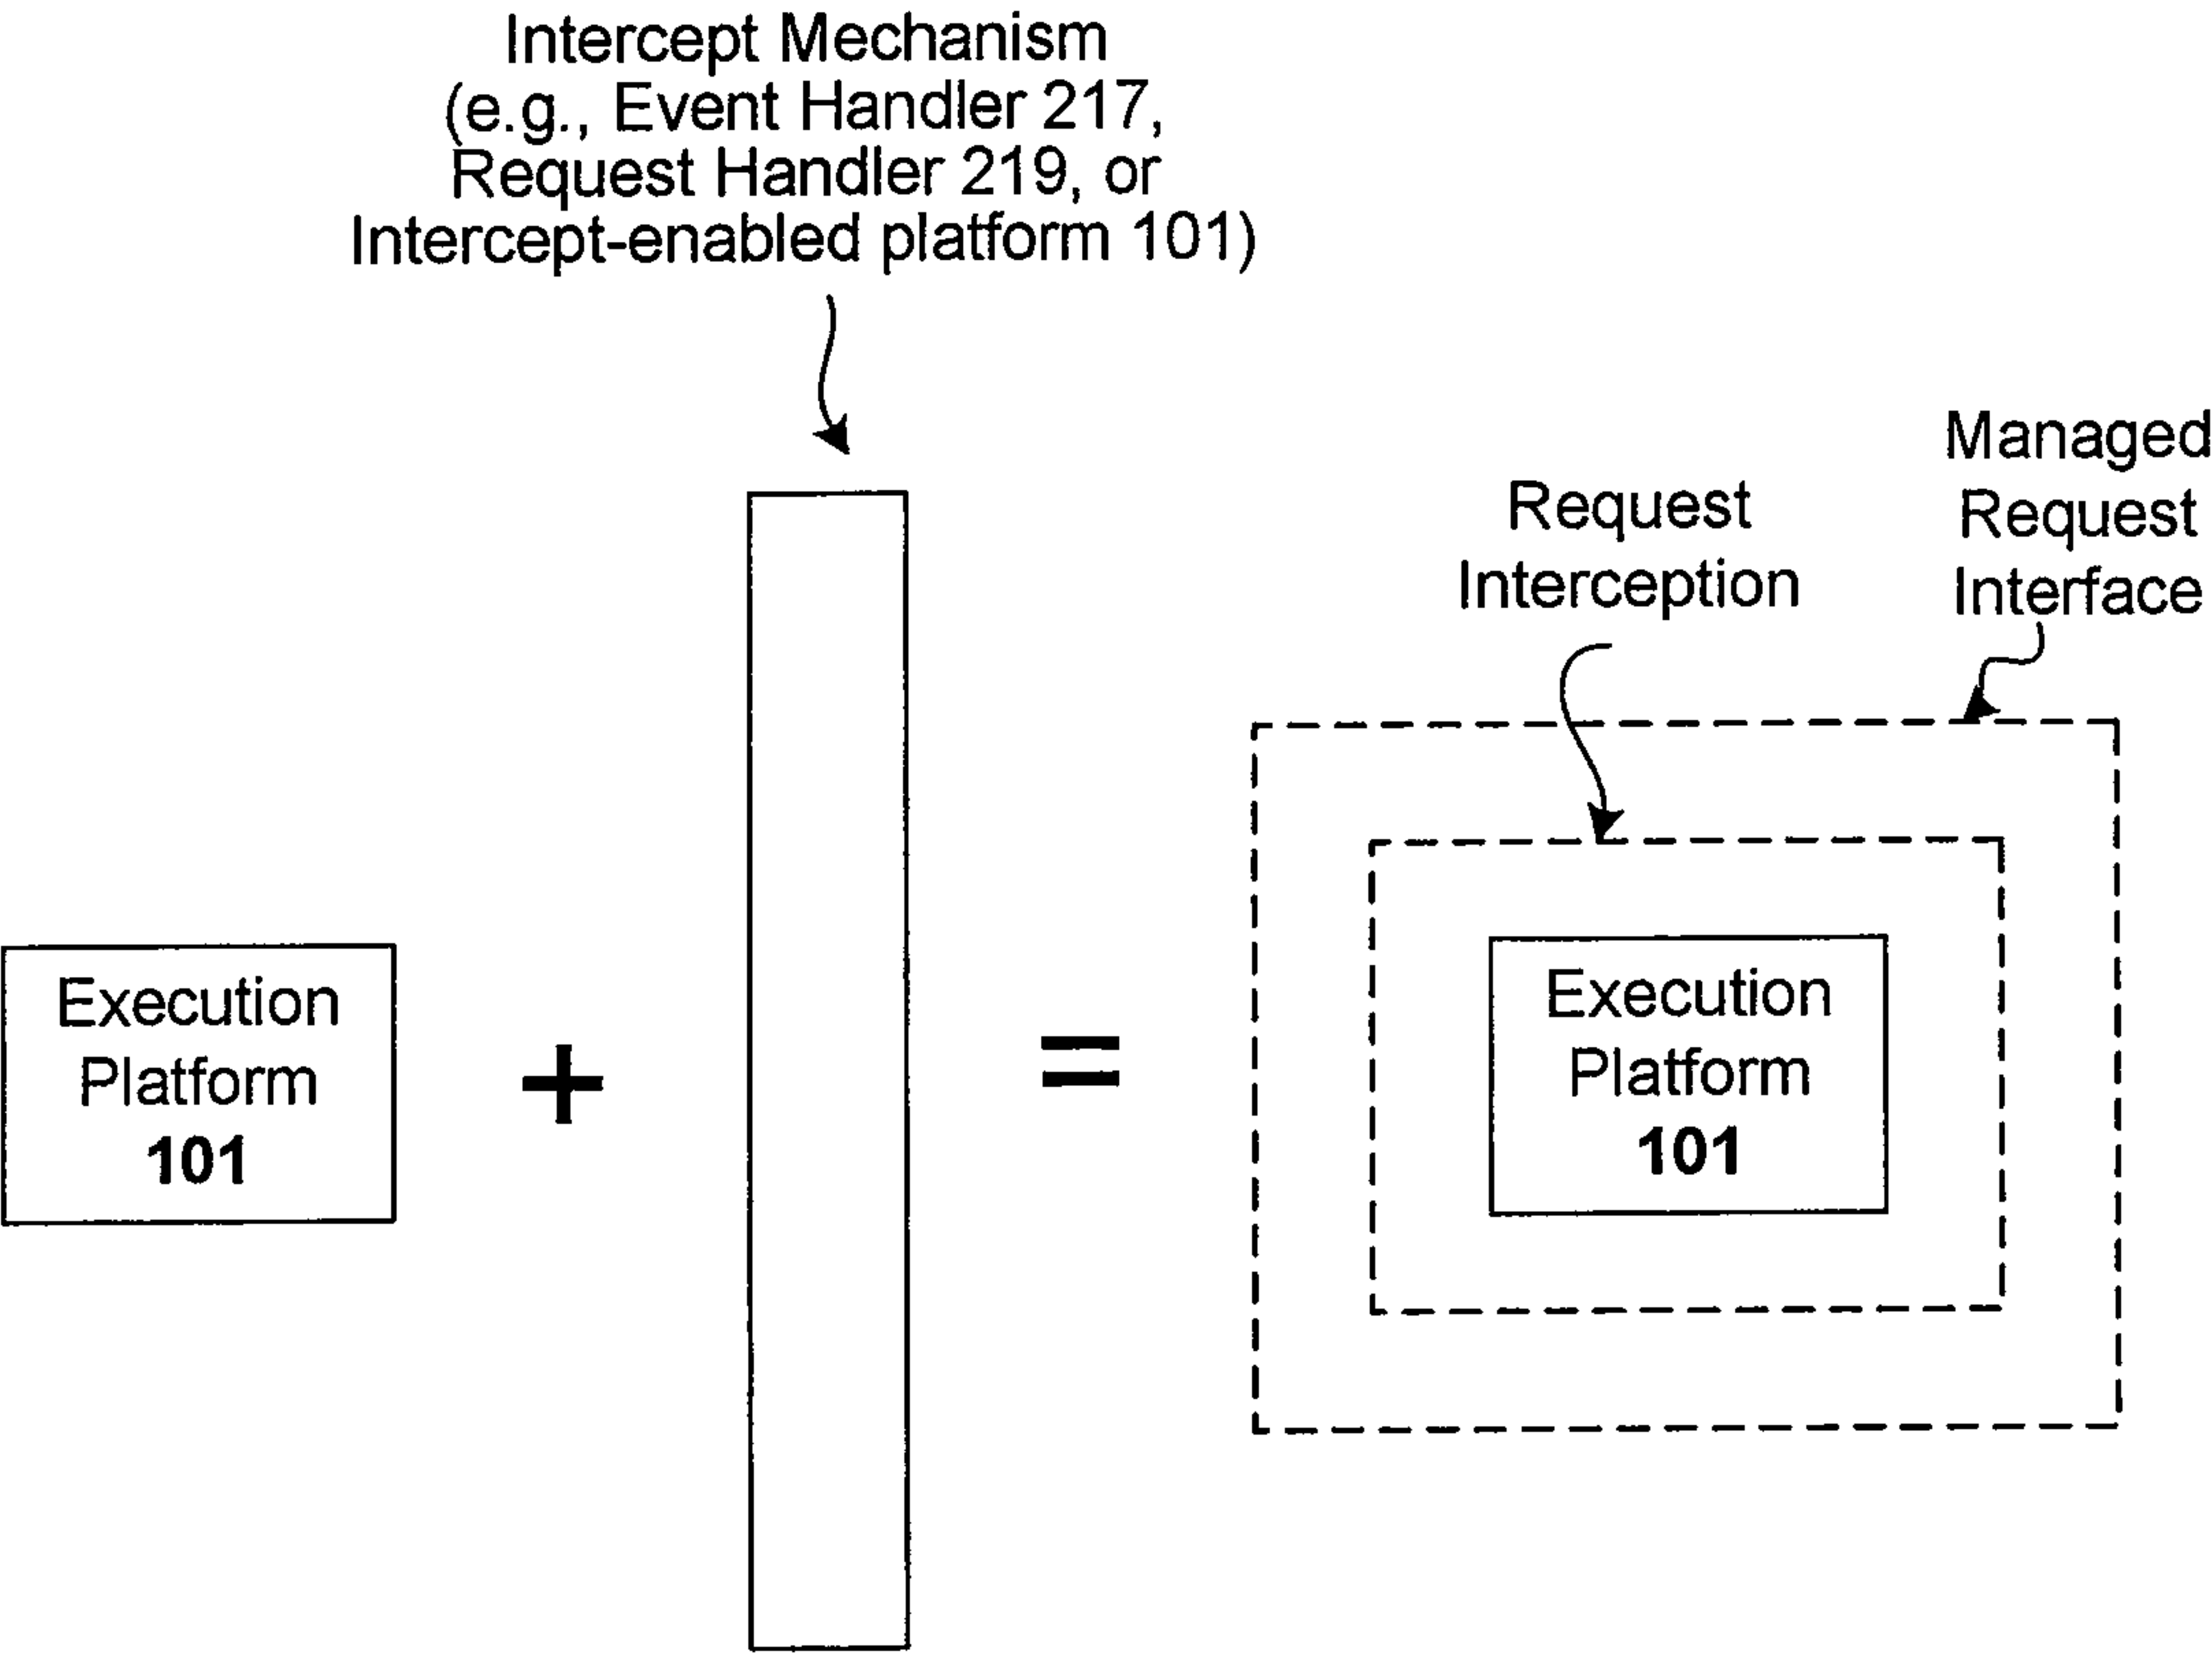 Intercept Mechanism
(e.g., Event Handler 217,
Request Handler 219, or
Intercept-enabled platform 101)
Managed
Request
Interface
Request
Interception
Execution
Platform
101
+
=
Execution
Platform
101